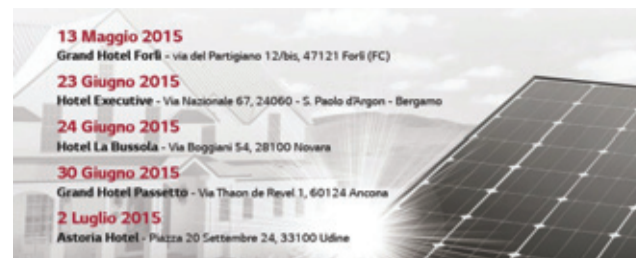 13 Maggio 2015
Grand Hotel Forlì - via del Partigiano 12/bis, 47121 Forlì (FC)
23 Giugno 2015
Hotel Executive - Via Nazionale 67, 24060 - S. Paolo d'Argon - Bergamo
24 Giugno 2015
Hotel La Bussola - Via Boggiani 54, 28100 Novara
30 Giugno 2015
Grand Hotel Passetto - Via Thaon de Revel 1, 60124 Ancona
2 Luglio 2015
Astoria Hotel - Piazza 20 Settembre 24, 33100 Udine